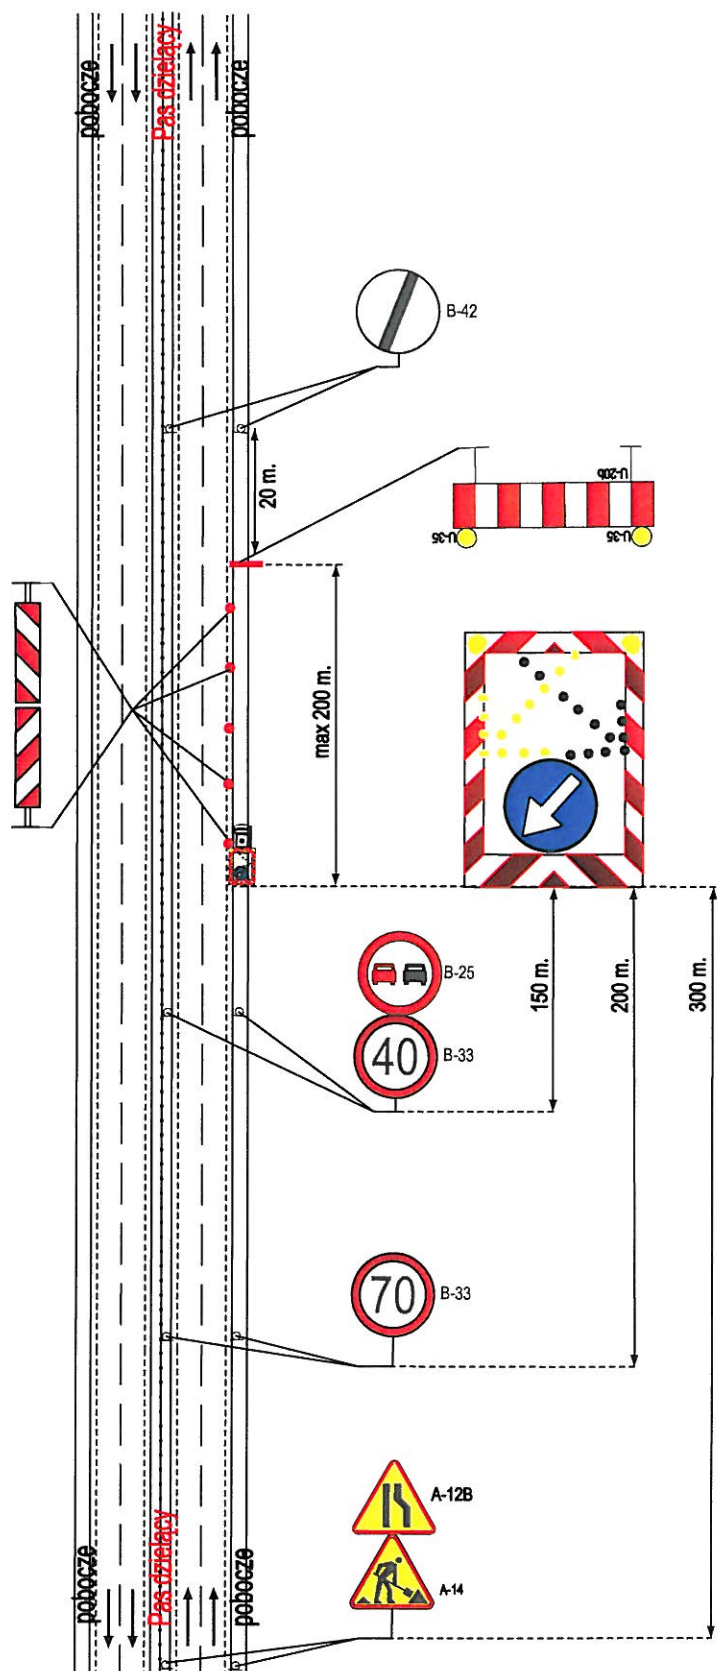 pobocze
Pas dzielący
pobocze
B-42
20 m.
U-20b
U-35
U-35
max 200 m.
B-25
40
B-33
150 m.
200 m.
300 m.
70
B-33
A-12B
A-14
pobocze
Pas dzielący
pobocze